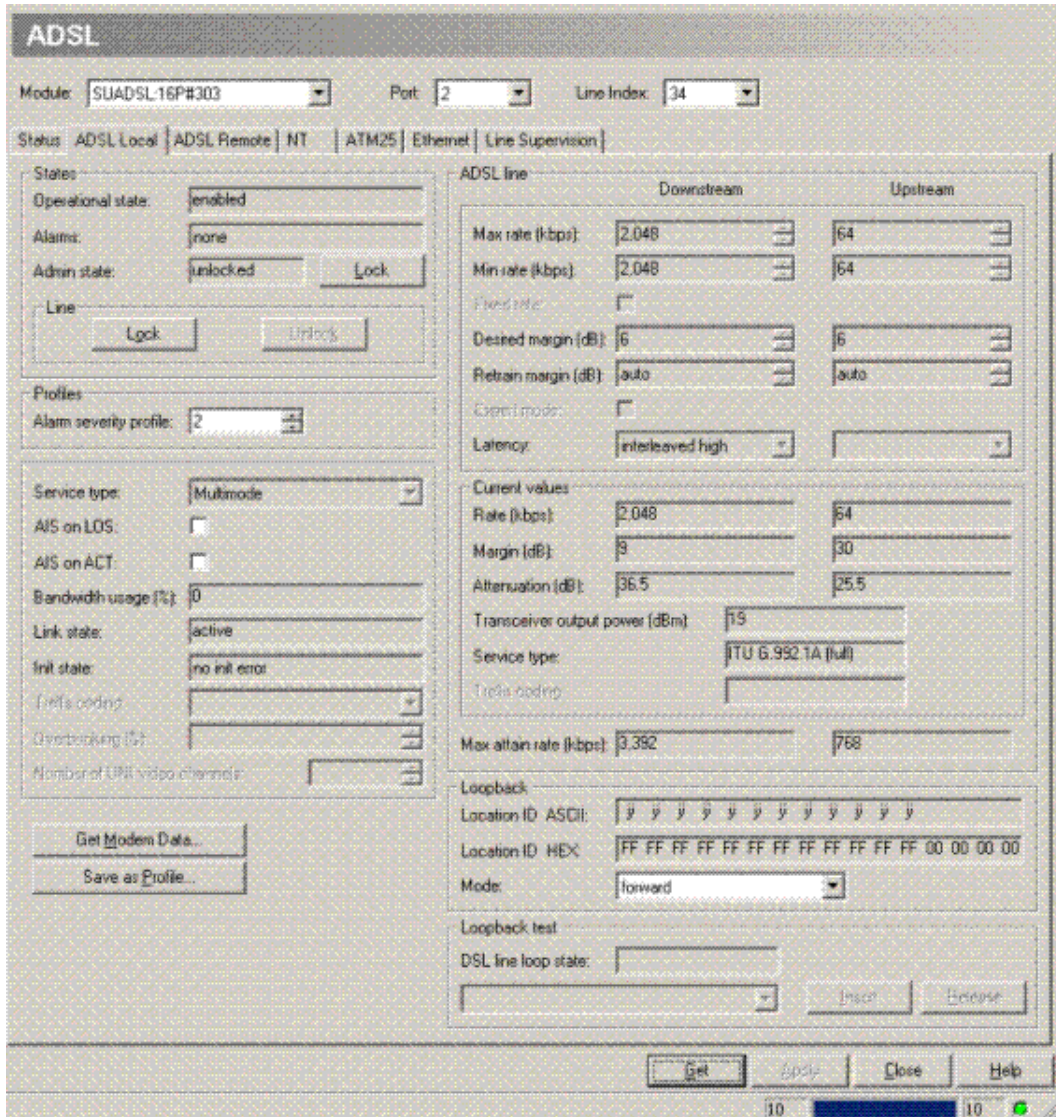 ADSL
Module: SUADSL:16P#303 Port: 2 Line Index: 34
Status ADSL Local ADSL Remote NT ATM25 Ethernet Line Supervision
States
Operational state: enabled
Alarms: none
Admin state: unlocked Lock
Line
Lock Unlock
Profiles
Alarm severity profile: 2
Service type: Multimode
AIS on LOS:
AIS on ACT:
Bandwidth usage (%): 0
Link state: active
Init state: no init error
Trellis coding:
Overbooking (%):
Number of UNI video channels:
Get Modem Data...
Save as Profile...
ADSL line
Downstream Upstream
Max rate (kbps): 2,048 64
Min rate (kbps): 2,048 64
Fixed rate:
Desired margin (dB): 6 6
Retrain margin (dB): auto auto
Expert mode:
Latency: interleaved high
Current values
Rate (kbps): 2,048 64
Margin (dB): 9 30
Attenuation (dB): 36.5 25.5
Transceiver output power (dBm): 19
Service type: ITU G.992.1A (full)
Trellis coding:
Max attain rate (kbps): 3,392 768
Loopback
Location ID ASCII: ÿ ÿ ÿ ÿ ÿ ÿ ÿ ÿ ÿ ÿ ÿ ÿ
Location ID HEX: FF FF FF FF FF FF FF FF FF FF FF FF 00 00 00 00
Mode: forward
Loopback test
DSL line loop state:
Insert Release
Get Apply Close Help
10 10